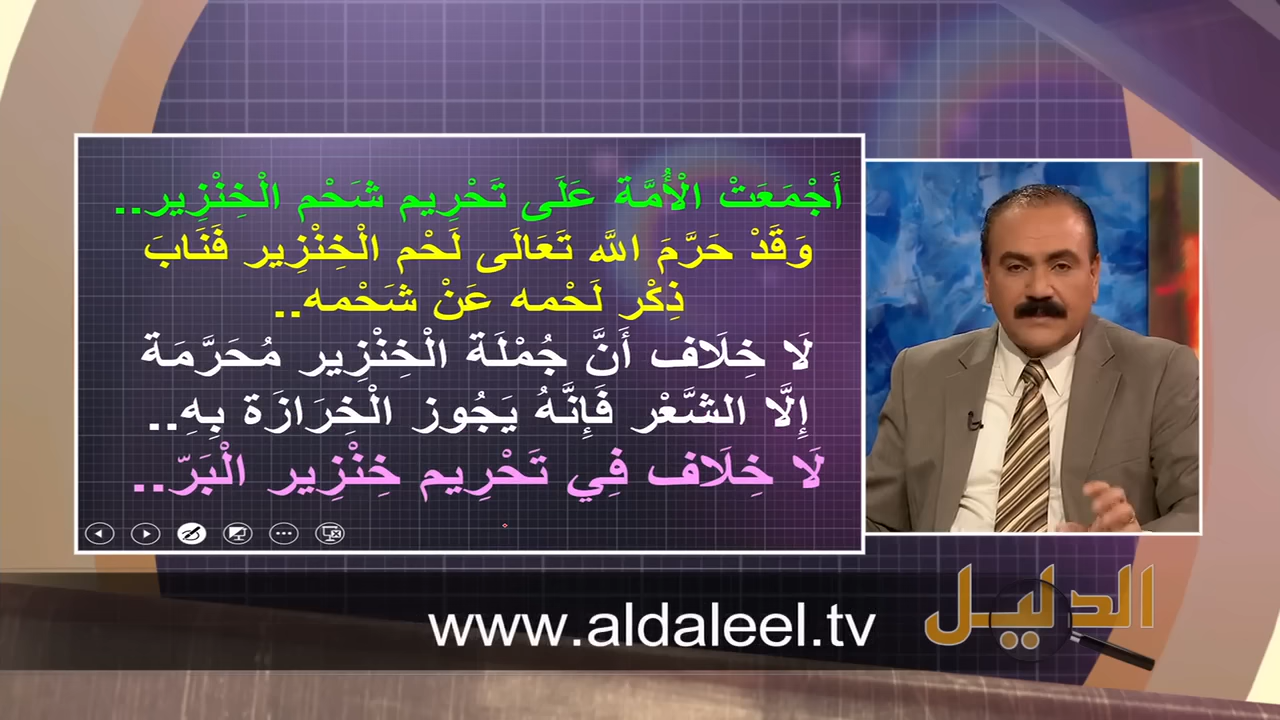 أَجْمَعَتْ الْأُمَّة عَلَى تَحْرِيم شَحْم الْخِنْزِير..
وَقَدْ حَرَّمَ اللَّه تَعَالَى لَحْم الْخِنْزِير فَنَابَ
ذِكْر لَحْمه عَنْ شَحْمه..
لَا خِلَاف أَنَّ جُمْلَة الْخِنْزِير مُحَرَّمَة
إِلَّا الشَّعْر فَإِنَّهُ يَجُوز الْخِرَازَة بِهِ..
لَا خِلَاف فِي تَحْرِيم خِنْزِير الْبَرّ..
الدليل
www.aldaleel.tv